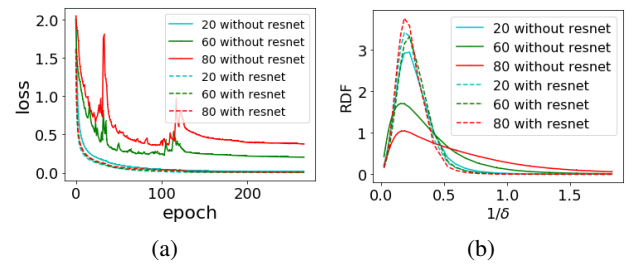 2.0
1.5
1.0
0.5
0.0
loss
20 without resnet
60 without resnet
80 without resnet
20 with resnet
60 with resnet
80 with resnet
0
100
200
epoch
(a)
3
2
1
0
RDF
20 without resnet
60 without resnet
80 without resnet
20 with resnet
60 with resnet
80 with resnet
0.0
0.5
1.0
1.5
1/δ
(b)